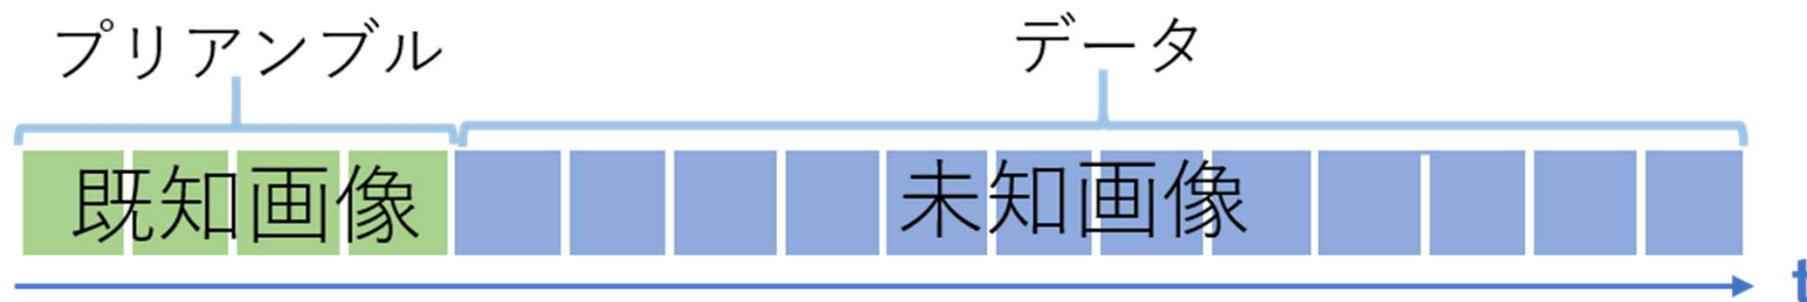 プリアンブル
データ
既知画像
未知画像
t